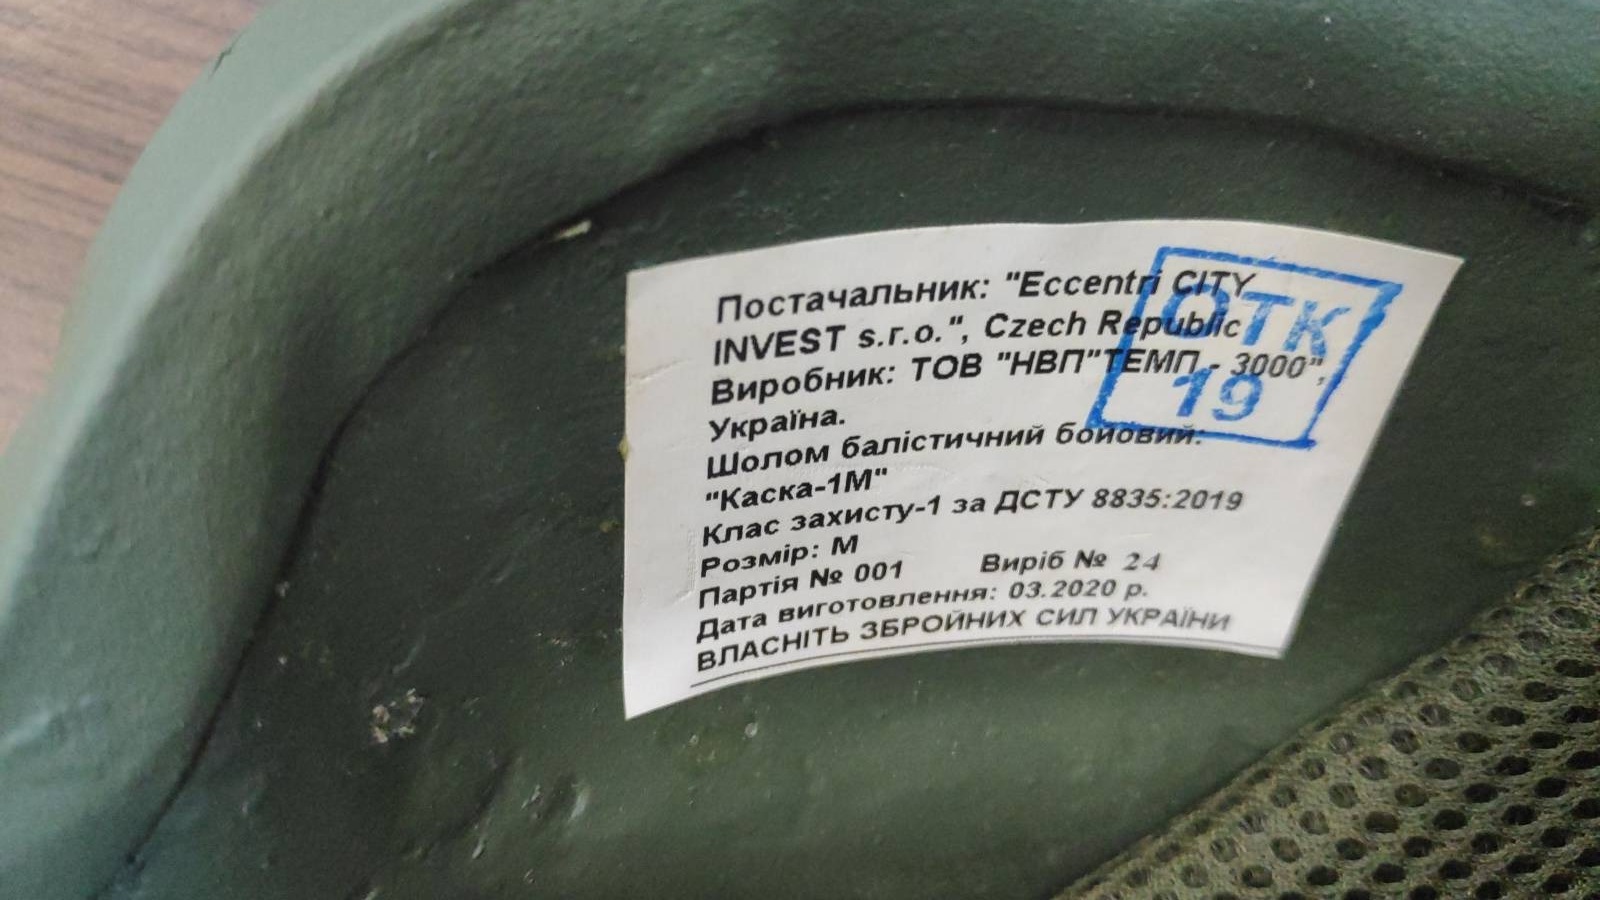 Постачальник: "Eccentri CITY
INVEST s.r.o.", Czech Republic
Виробник: ТОВ "НВП"ТЕМП - 3000",
Україна.
Шолом балістичний бойовий:
"Каска-1М"
Клас захисту-1 за ДСТУ 8835:2019
Розмір: М
Партія № 001 Виріб № 24
Дата виготовлення: 03.2020 р.
ВЛАСНІТЬ ЗБРОЙНИХ СИЛ УКРАЇНИ
ОТК
19